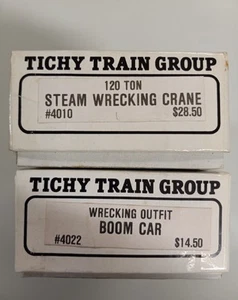 TICHY TRAIN GROUP
120 TON
STEAM WRECKING CRANE
#4010 $28.50
TICHY TRAIN GROUP
WRECKING OUTFIT
BOOM CAR
#4022 $14.50